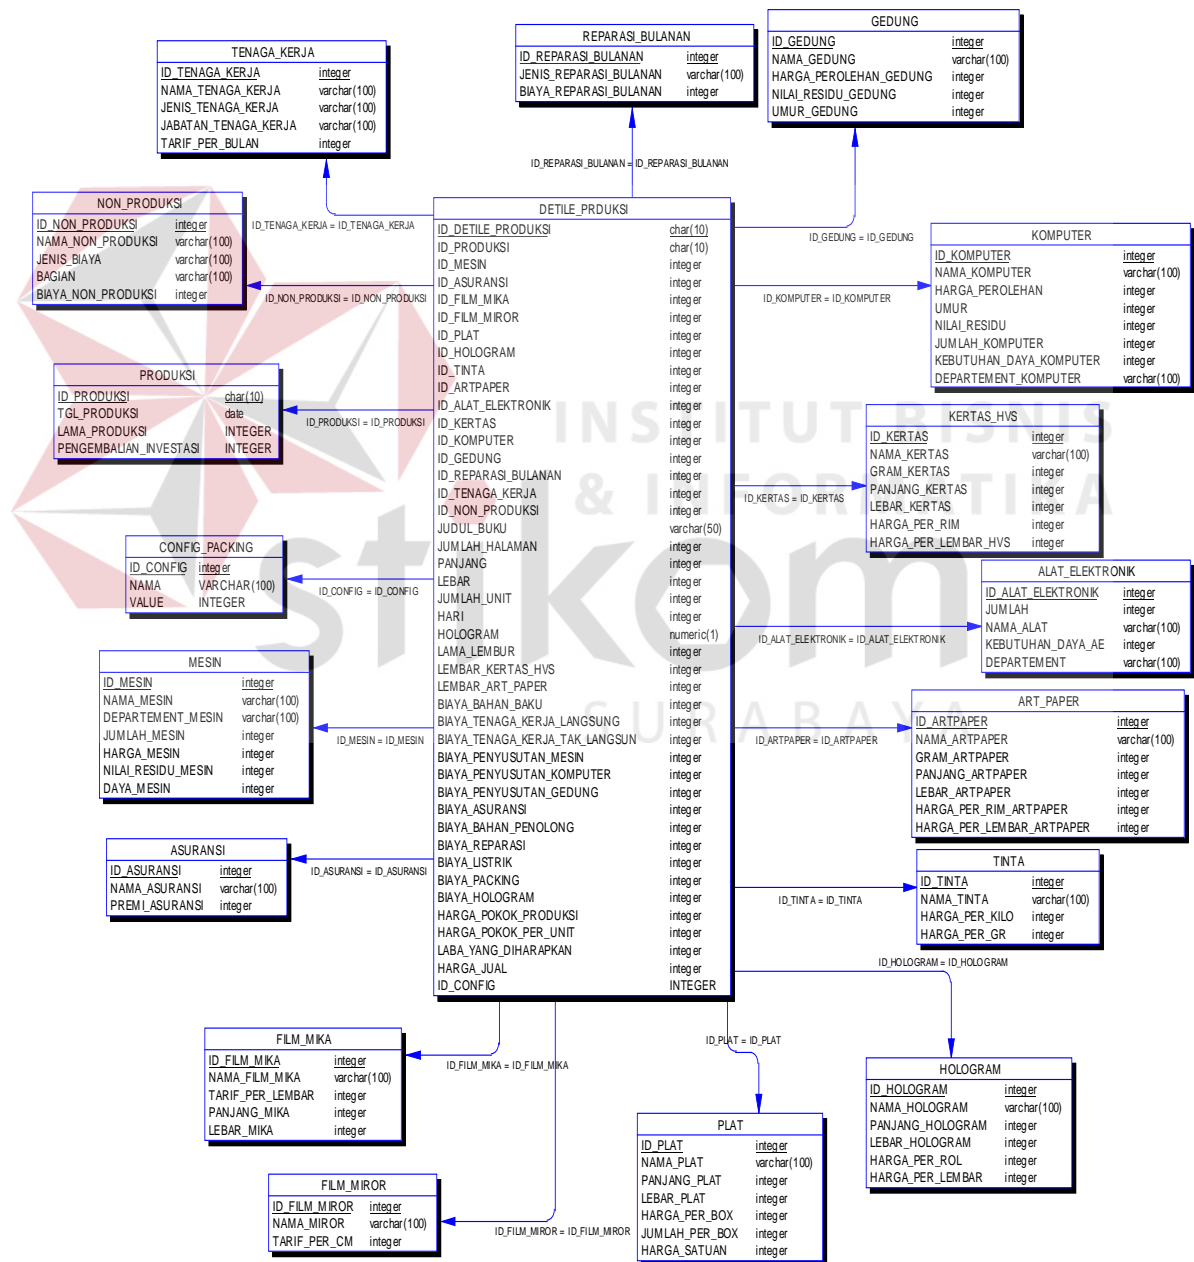 REPARASI_BULANAN
ID_REPARASI_BULANAN integer
JENIS_REPARASI_BULANAN varchar(100)
BIAYA_REPARASI_BULANAN integer
GEDUNG
ID_GEDUNG integer
NAMA_GEDUNG varchar(100)
HARGA_PEROLEHAN_GEDUNG integer
NILAI_RESIDU_GEDUNG integer
UMUR_GEDUNG integer
TENAGA_KERJA
ID_TENAGA_KERJA integer
NAMA_TENAGA_KERJA varchar(100)
JENIS_TENAGA_KERJA varchar(100)
JABATAN_TENAGA_KERJA varchar(100)
TARIF_PER_BULAN integer
ID_REPARASI_BULANAN = ID_REPARASI_BULANAN
ID_TENAGA_KERJA = ID_TENAGA_KERJA
ID_GEDUNG = ID_GEDUNG
NON_PRODUKSI
ID_NON_PRODUKSI integer
NAMA_NON_PRODUKSI varchar(100)
JENIS_BIAYA varchar(100)
BAGIAN varchar(100)
BIAYA_NON_PRODUKSI integer
ID_NON_PRODUKSI = ID_NON_PRODUKSI
PRODUKSI
ID_PRODUKSI char(10)
TGL_PRODUKSI date
LAMA_PRODUKSI INTEGER
PENGEMBALIAN_INVESTASI INTEGER
ID_PRODUKSI = ID_PRODUKSI
CONFIG_PACKING
ID_CONFIG integer
NAMA VARCHAR(100)
VALUE INTEGER
ID_CONFIG = ID_CONFIG
MESIN
ID_MESIN integer
NAMA_MESIN varchar(100)
DEPARTEMENT_MESIN varchar(100)
JUMLAH_MESIN integer
HARGA_MESIN integer
NILAI_RESIDU_MESIN integer
DAYA_MESIN integer
ID_MESIN = ID_MESIN
ASURANSI
ID_ASURANSI integer
NAMA_ASURANSI varchar(100)
PREMI_ASURANSI integer
ID_ASURANSI = ID_ASURANSI
DETILE_PRDUKSI
ID_DETILE_PRODUKSI char(10)
ID_PRODUKSI char(10)
ID_MESIN integer
ID_ASURANSI integer
ID_FILM_MIKA integer
ID_FILM_MIROR integer
ID_PLAT integer
ID_HOLOGRAM integer
ID_TINTA integer
ID_ARTPAPER integer
ID_ALAT_ELEKTRONIK integer
ID_KERTAS integer
ID_KOMPUTER integer
ID_GEDUNG integer
ID_REPARASI_BULANAN integer
ID_TENAGA_KERJA integer
ID_NON_PRODUKSI integer
JUDUL_BUKU varchar(50)
JUMLAH_HALAMAN integer
PANJANG integer
LEBAR integer
JUMLAH_UNIT integer
HARI integer
HOLOGRAM numeric(1)
LAMA_LEMBUR integer
LEMBAR_KERTAS_HVS integer
LEMBAR_ART_PAPER integer
BIAYA_BAHAN_BAKU integer
BIAYA_TENAGA_KERJA_LANGSUNG integer
BIAYA_TENAGA_KERJA_TAK_LANGSUN integer
BIAYA_PENYUSUTAN_MESIN integer
BIAYA_PENYUSUTAN_KOMPUTER integer
BIAYA_PENYUSUTAN_GEDUNG integer
BIAYA_ASURANSI integer
BIAYA_BAHAN_PENOLONG integer
BIAYA_REPARASI integer
BIAYA_LISTRIK integer
BIAYA_PACKING integer
BIAYA_HOLOGRAM integer
HARGA_POKOK_PRODUKSI integer
HARGA_POKOK_PER_UNIT integer
LABA_YANG_DIHARAPKAN integer
HARGA_JUAL integer
ID_CONFIG INTEGER
KOMPUTER
ID_KOMPUTER integer
NAMA_KOMPUTER varchar(100)
HARGA_PEROLEHAN integer
UMUR integer
NILAI_RESIDU integer
JUMLAH_KOMPUTER integer
KEBUTUHAN_DAYA_KOMPUTER integer
DEPARTEMENT_KOMPUTER varchar(100)
ID_KOMPUTER = ID_KOMPUTER
KERTAS_HVS
ID_KERTAS integer
NAMA_KERTAS varchar(100)
GRAM_KERTAS integer
PANJANG_KERTAS integer
LEBAR_KERTAS integer
HARGA_PER_RIM integer
HARGA_PER_LEMBAR_HVS integer
ID_KERTAS = ID_KERTAS
ALAT_ELEKTRONIK
ID_ALAT_ELEKTRONIK integer
JUMLAH integer
NAMA_ALAT varchar(100)
KEBUTUHAN_DAYA_AE integer
DEPARTEMENT varchar(100)
ID_ALAT_ELEKTRONIK = ID_ALAT_ELEKTRONIK
ART_PAPER
ID_ARTPAPER integer
NAMA_ARTPAPER varchar(100)
GRAM_ARTPAPER integer
PANJANG_ARTPAPER integer
LEBAR_ARTPAPER integer
HARGA_PER_RIM_ARTPAPER integer
HARGA_PER_LEMBAR_ARTPAPER integer
ID_ARTPAPER = ID_ARTPAPER
TINTA
ID_TINTA integer
NAMA_TINTA varchar(100)
HARGA_PER_KILO integer
HARGA_PER_GR integer
ID_TINTA = ID_TINTA
ID_HOLOGRAM = ID_HOLOGRAM
HOLOGRAM
ID_HOLOGRAM integer
NAMA_HOLOGRAM varchar(100)
PANJANG_HOLOGRAM integer
LEBAR_HOLOGRAM integer
HARGA_PER_ROL integer
HARGA_PER_LEMBAR integer
FILM_MIKA
ID_FILM_MIKA integer
NAMA_FILM_MIKA varchar(100)
TARIF_PER_LEMBAR integer
PANJANG_MIKA integer
LEBAR_MIKA integer
ID_FILM_MIKA = ID_FILM_MIKA
ID_PLAT = ID_PLAT
PLAT
ID_PLAT integer
NAMA_PLAT varchar(100)
PANJANG_PLAT integer
LEBAR_PLAT integer
HARGA_PER_BOX integer
JUMLAH_PER_BOX integer
HARGA_SATUAN integer
FILM_MIROR
ID_FILM_MIROR integer
NAMA_MIROR varchar(100)
TARIF_PER_CM integer
ID_FILM_MIROR = ID_FILM_MIROR
INSTITUT BISNIS
& INFORMATIKA
stikom
SURABAYA